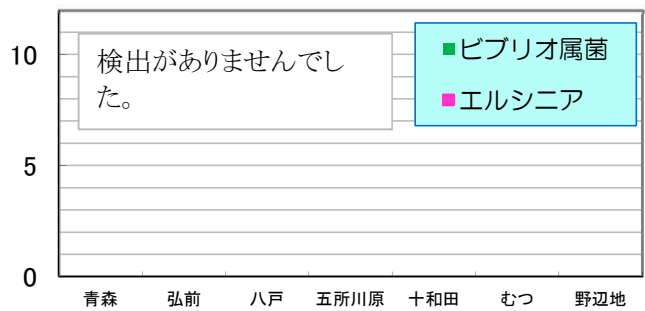 10
検出がありませんでし
た。
ビブリオ属菌
エルシニア
5
0
青森 弘前 八戸 五所川原 十和田 むつ 野辺地